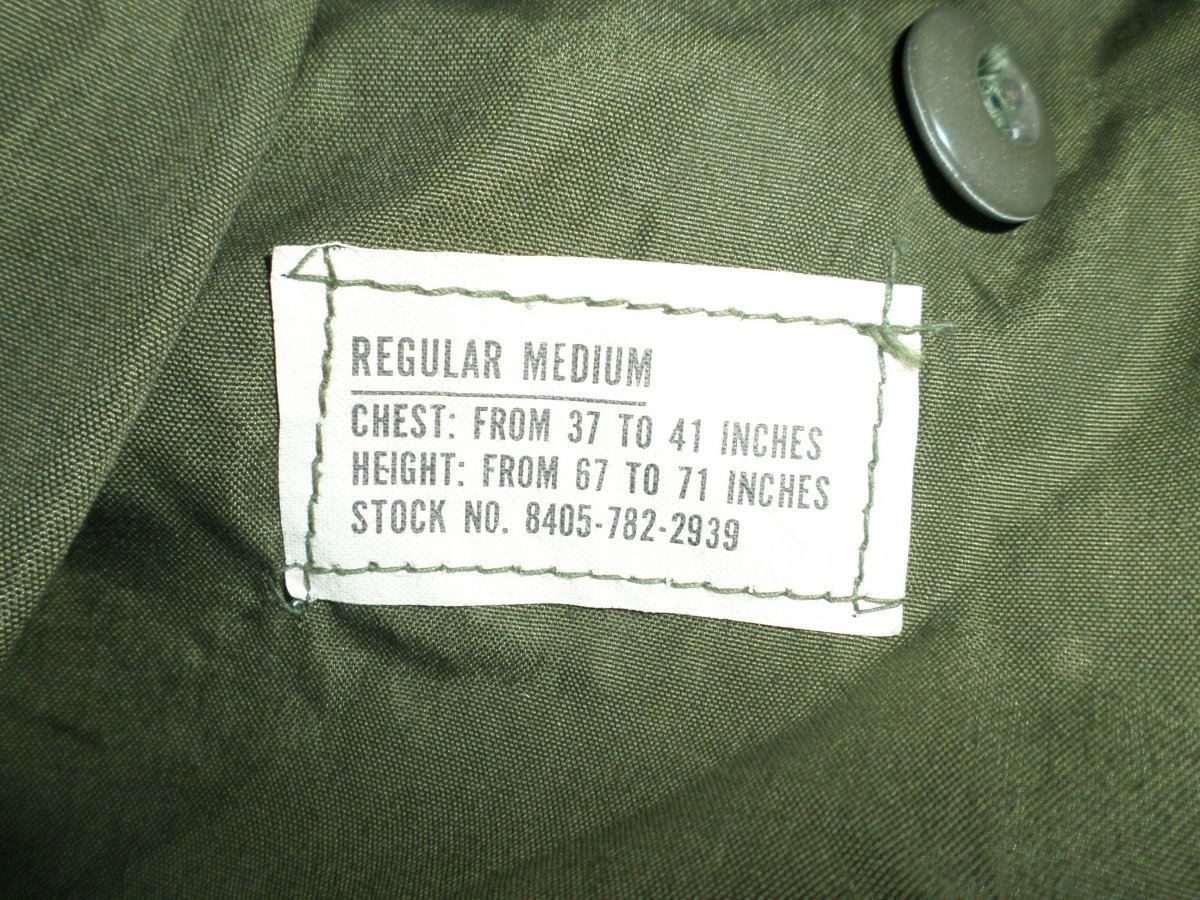 REGULAR MEDIUM
CHEST: FROM 37 TO 41 INCHES
HEIGHT: FROM 67 TO 71 INCHES
STOCK NO. 8405-782-2939